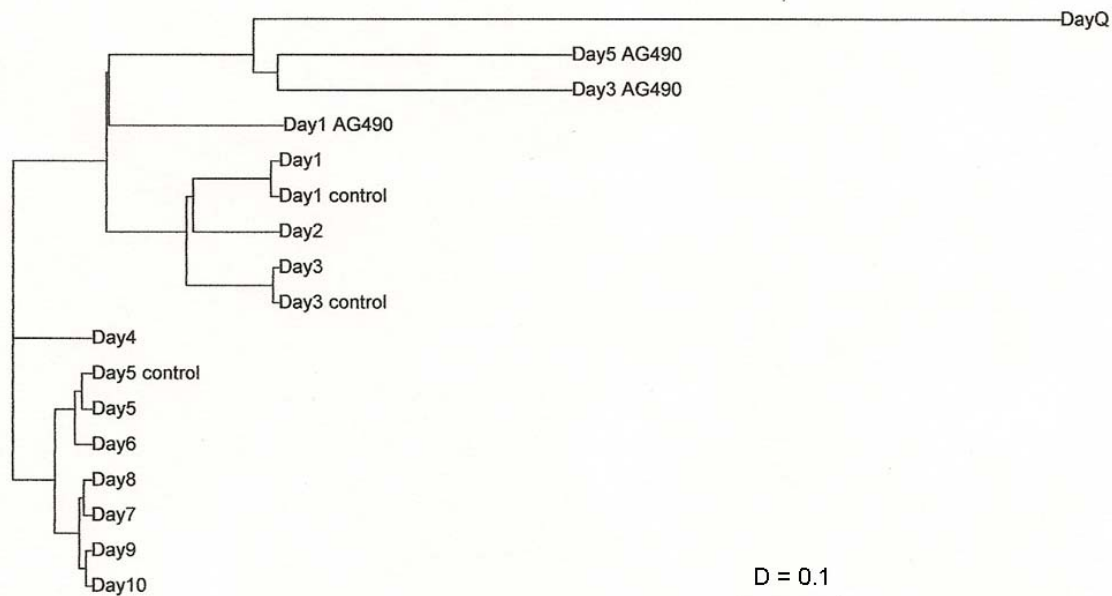 DayQ
Day5 AG490
Day3 AG490
Day1 AG490
Day1
Day1 control
Day2
Day3
Day3 control
Day4
Day5 control
Day5
Day6
Day8
Day7
Day9
Day10
D = 0.1